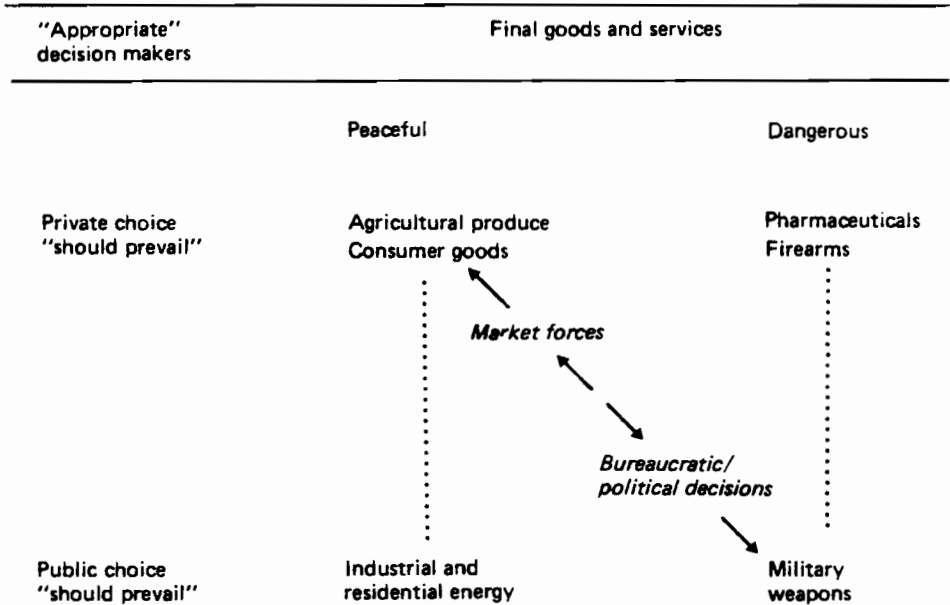 "Appropriate"
decision makers
Final goods and services
Peaceful
Dangerous
Private choice
"should prevail"
Agricultural produce
Consumer goods
Pharmaceuticals
Firearms
Market forces
Bureaucratic/
political decisions
Public choice
"should prevail"
Industrial and
residential energy
Military
weapons